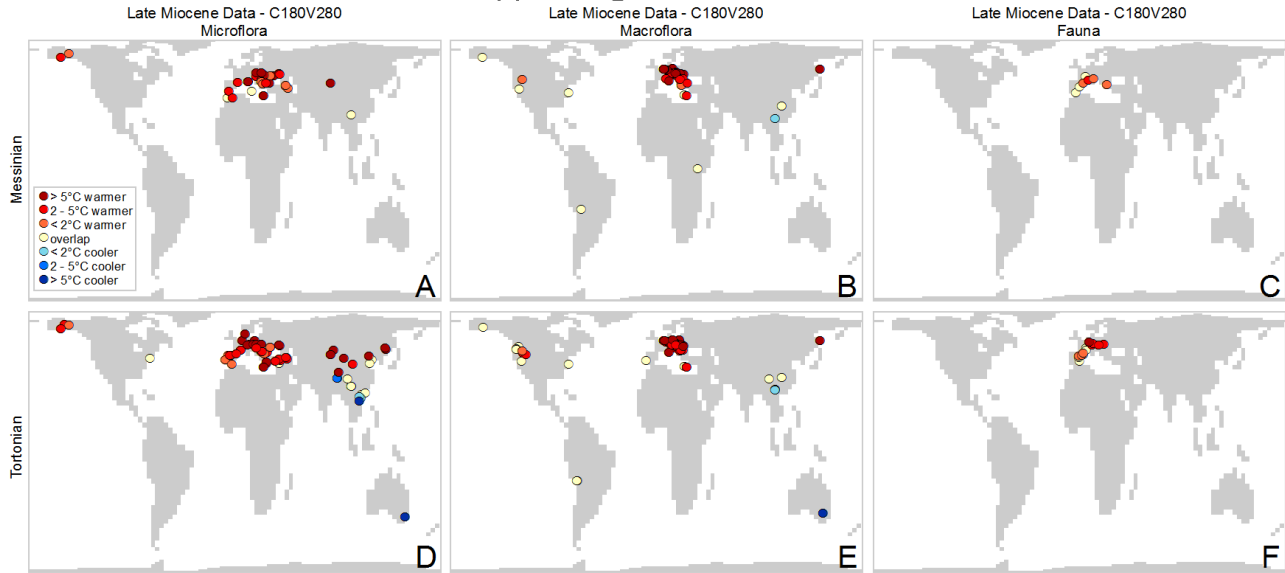 Late Miocene Data - C180V280
Microflora
Late Miocene Data - C180V280
Macroflora
Late Miocene Data - C180V280
Fauna
Messinian
> 5°C warmer
2 - 5°C warmer
< 2°C warmer
overlap
< 2°C cooler
2 - 5°C cooler
> 5°C cooler
A
B
C
Tortonian
D
E
F